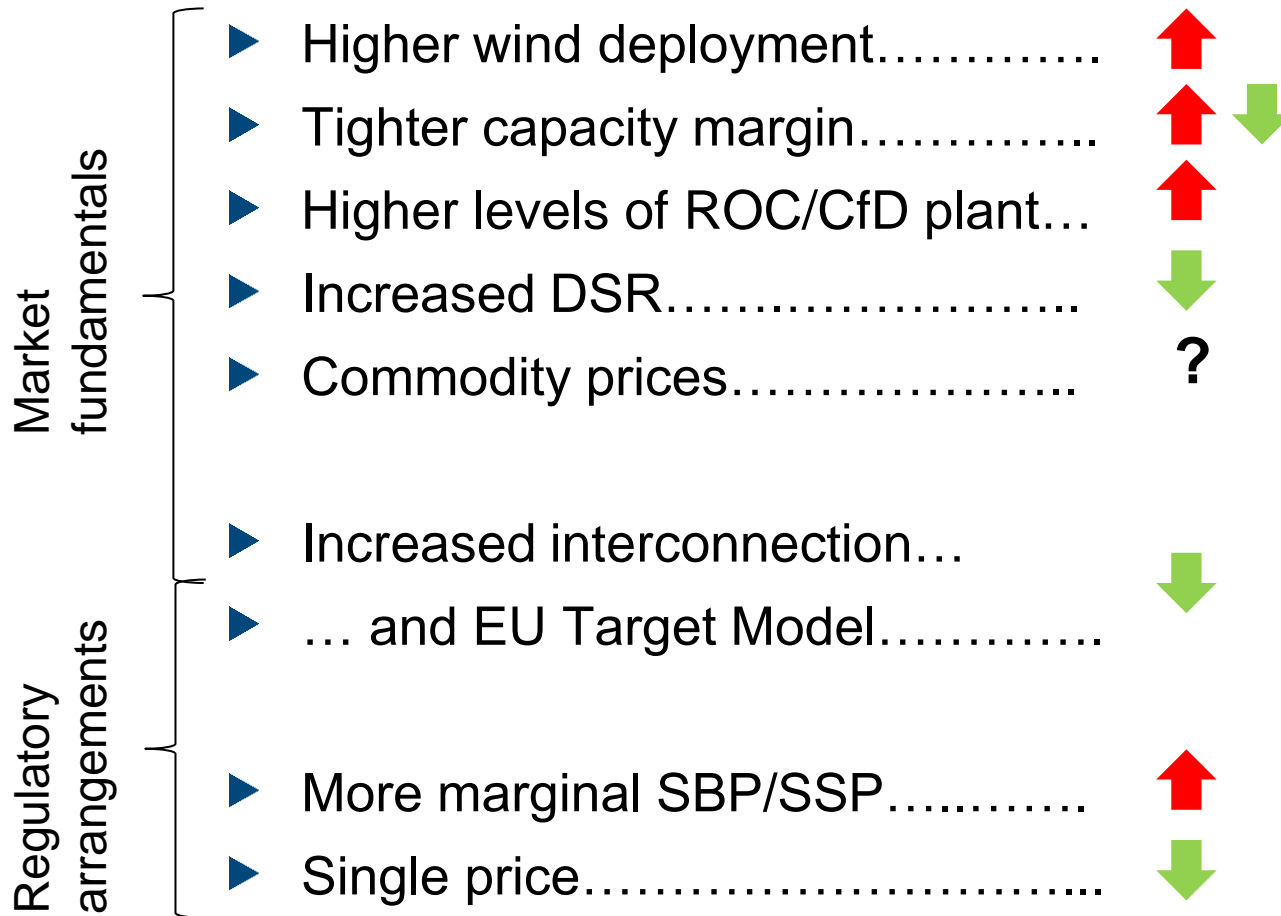 Market
fundamentals
Higher wind deployment…………..
Tighter capacity margin…………..
Higher levels of ROC/CfD plant…
Increased DSR…….………………..
Commodity prices………………...
?
Increased interconnection…
… and EU Target Model………….
Regulatory
arrangements
More marginal SBP/SSP…..…….
Single price………………………...